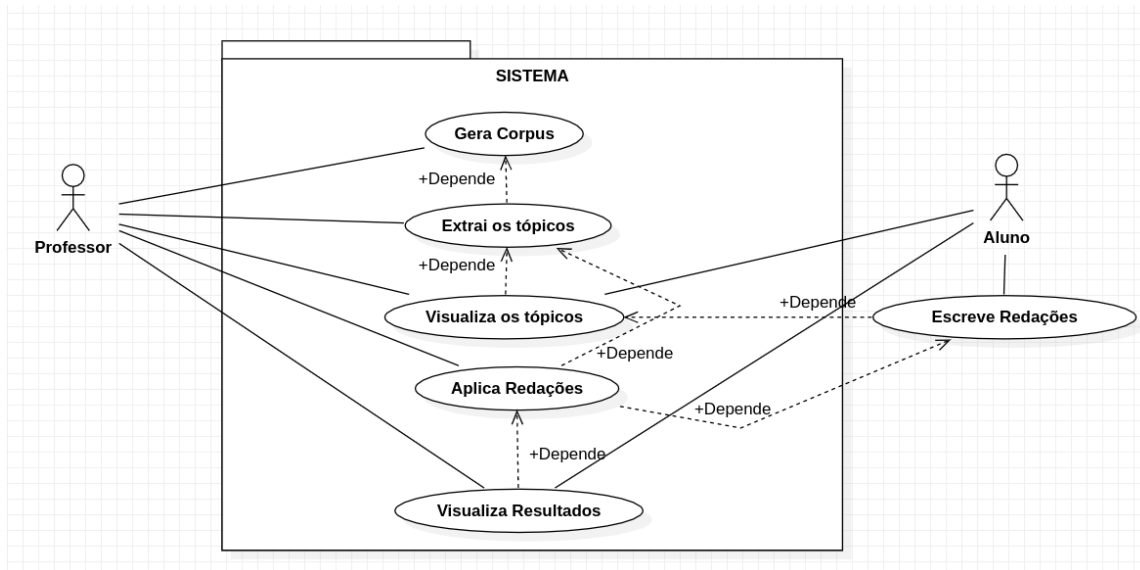 SISTEMA
Gera Corpus
+Depende
Professor
Extrai os tópicos
Aluno
+Depende
Visualiza os tópicos
+Depende
Escreve Redações
+Depende
Aplica Redações
+Depende
+Depende
Visualiza Resultados